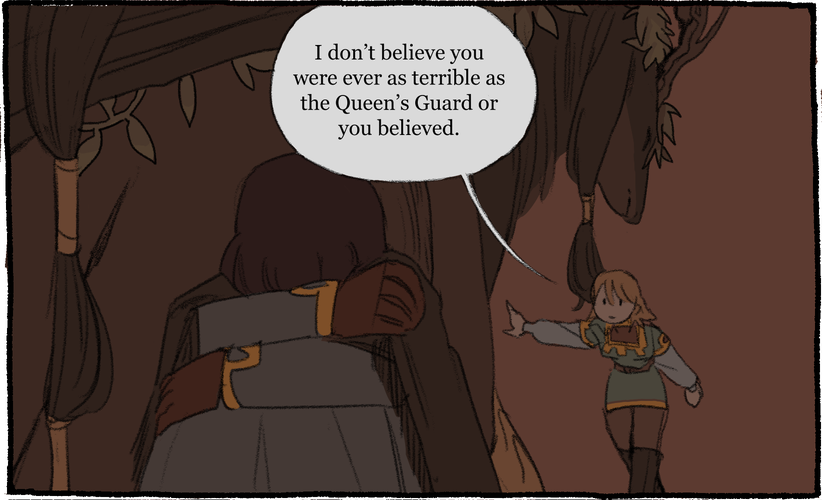 I don’t believe you
were ever as terrible as
the Queen’s Guard or
you believed.